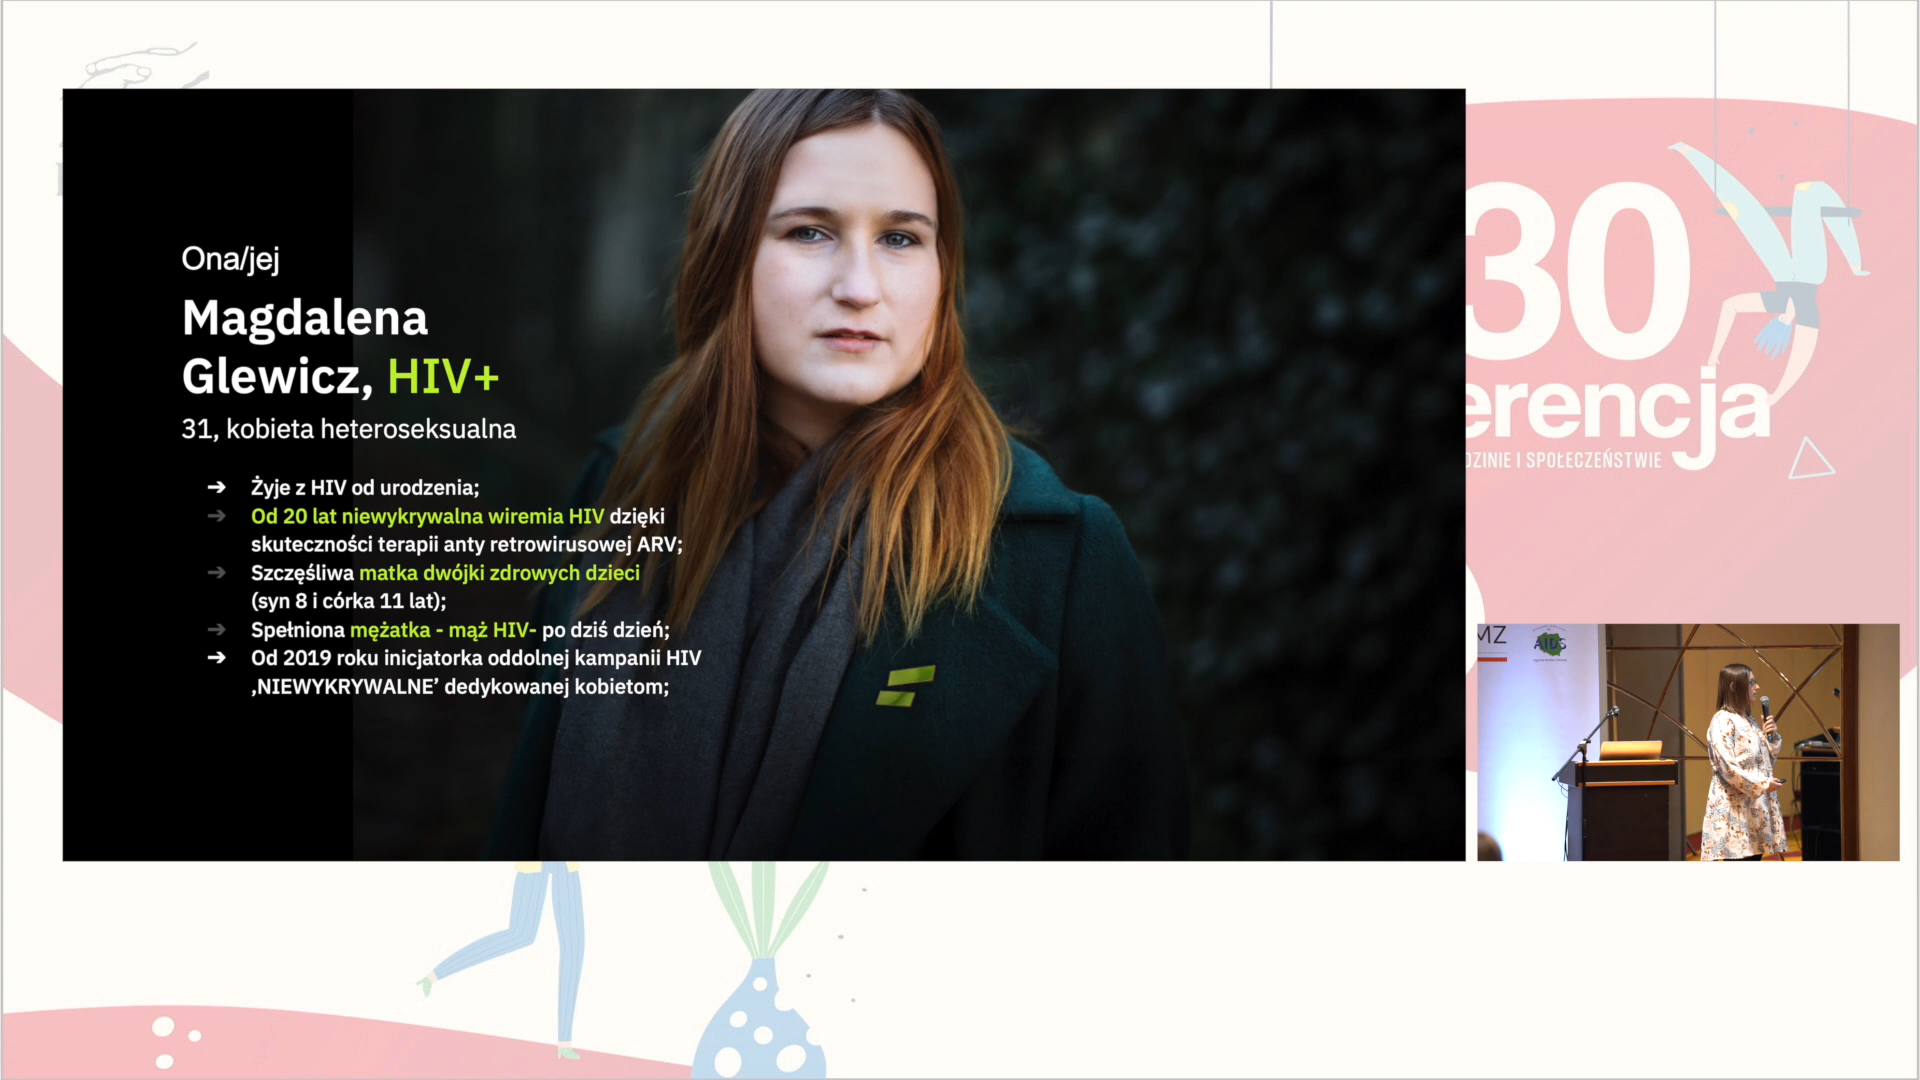 Ona/jej
Magdalena
Glewicz, HIV+
31, kobieta heteroseksualna
➔ Żyje z HIV od urodzenia;
➔ Od 20 lat niewykrywalna wiremia HIV dzięki
skuteczności terapii anty retrowirusowej ARV;
➔ Szczęśliwa matka dwójki zdrowych dzieci
(syn 8 i córka 11 lat);
➔ Spełniona mężatka - mąż HIV- po dziś dzień;
➔ Od 2019 roku inicjatorka oddolnej kampanii HIV
‚NIEWYKRYWALNE’ dedykowanej kobietom;
30
erencja
DZINIE I SPOŁECZEŃSTWIE
MZ
AIDS